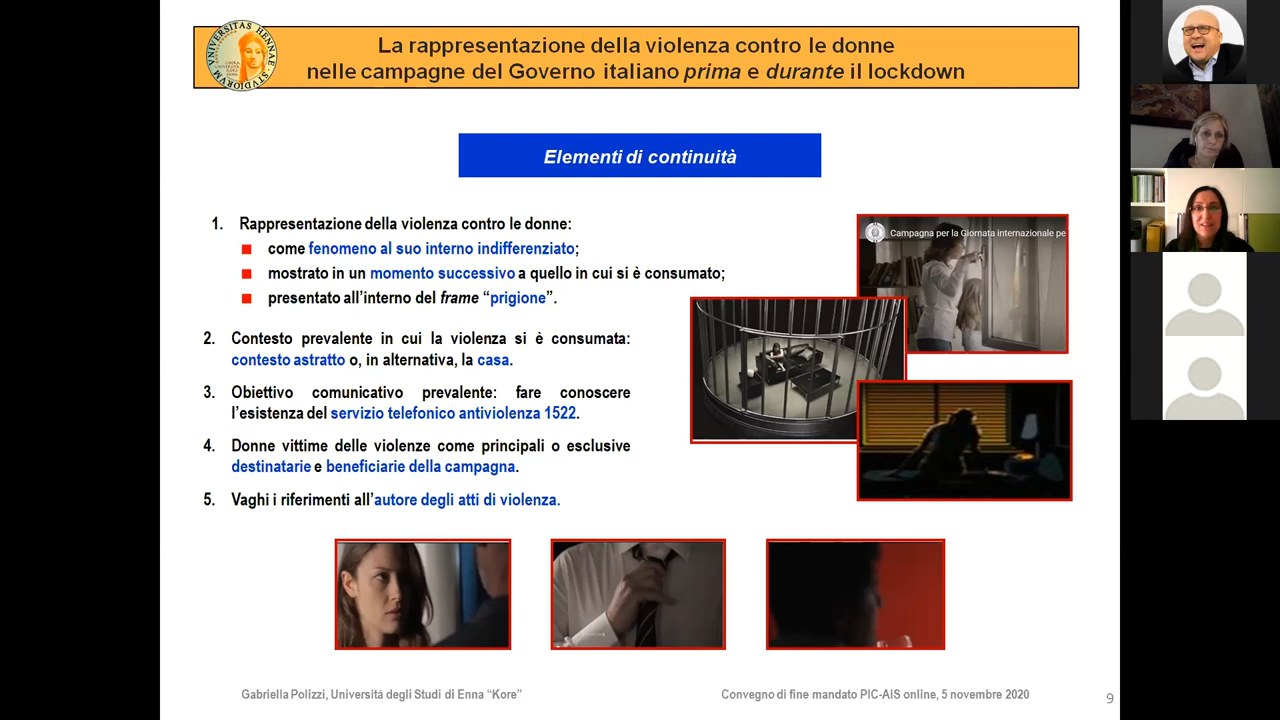 La rappresentazione della violenza contro le donne
nelle campagne del Governo italiano prima e durante il lockdown
Elementi di continuità
1. Rappresentazione della violenza contro le donne:
come fenomeno al suo interno indifferenziato;
mostrato in un momento successivo a quello in cui si è consumato;
presentato all'interno del frame “prigione”.
2. Contesto prevalente in cui la violenza si è consumata:
contesto astratto o, in alternativa, la casa.
3. Obiettivo comunicativo prevalente: fare conoscere
l'esistenza del servizio telefonico antiviolenza 1522.
4. Donne vittime delle violenze come principali o esclusive
destinatarie e beneficiarie della campagna.
5. Vaghi i riferimenti all'autore degli atti di violenza.
Campagna per la Giornata internazionale pe
Gabriella Polizzi, Università degli Studi di Enna “Kore”
Convegno di fine mandato PIC-AIS online, 5 novembre 2020
9